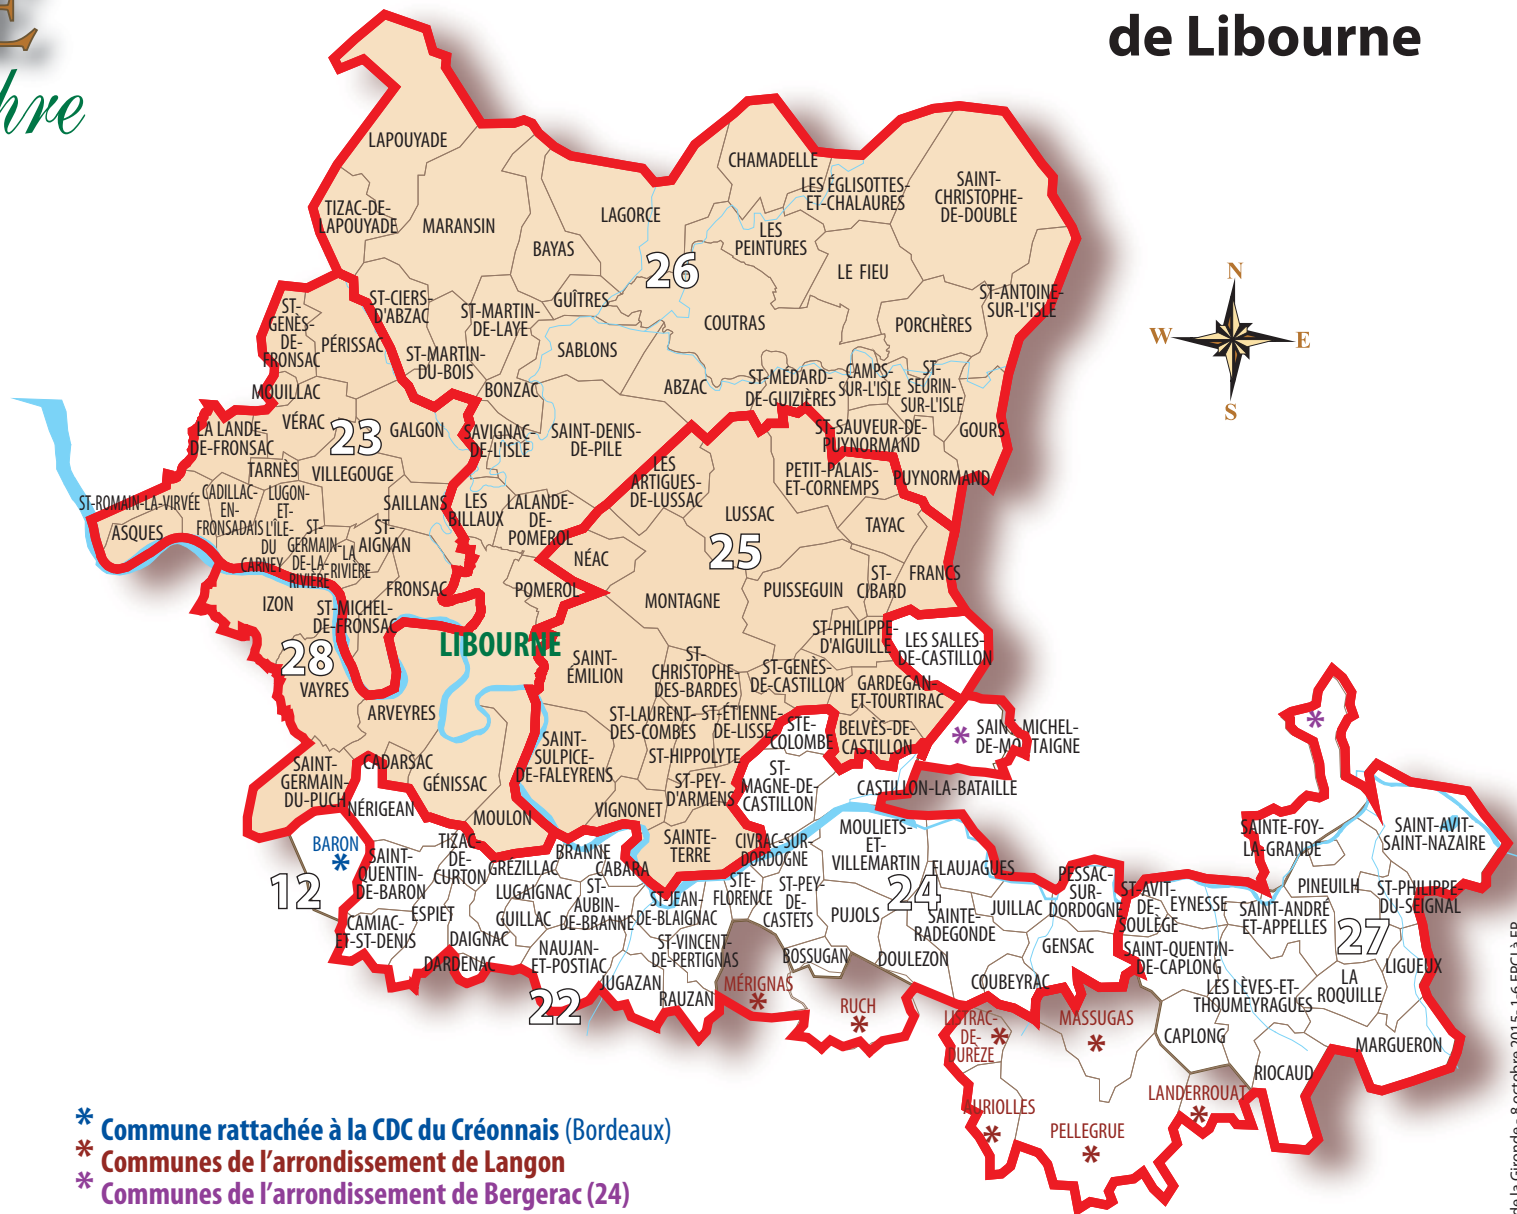 de Libourne
hre
LAPOUYADE
CHAMADELLE
LES ÉGLISOTTES-
ET-CHALAURES
SAINT-
CHRISTOPHE-
DE-DOUBLE
TIZAC-DE-
LAPOUYADE
MARANSIN
LAGORCE
BAYAS
LES
PEINTURES
26
LE FIEU
N
W
E
S
ST-
GENÈS-
DE-
FRONSAC
PÉRISSAC
ST-CIERS-
D'ABZAC
ST-MARTIN-
DE-LAYE
GUÎTRES
ST-ANTOINE-
SUR-L'ISLE
COUTRAS
PORCHÈRES
ST-MARTIN-
DU-BOIS
SABLONS
MOUILLAC
BONZAC
ABZAC
ST-MÉDARD-
DE-GUIZIÈRES
CAMPS-
SUR-L'ISLE
ST-
SEURIN-
SUR-L'ISLE
VÉRAC
23
GALGON
LA LANDE-
DE-FRONSAC
SAVIGNAC-
DE-L'ISLE
SAINT-DENIS-
DE-PILE
ST-SAUVEUR-DE-
PUYNORMAND
GOURS
TARNÈS
VILLEGOUGE
LES
ARTIGUES-
DE-LUSSAC
PETIT-PALAIS-
ET-CORNEMPS
PUYNORMAND
ST-ROMAIN-LA-VIRVÉE
CADILLAC-
EN-
FRONSADAIS
LUGON-
ET-
L'ÎLE-
DU
CARNEY
SAILLANS
LES
BILLAUX
LALANDE-
DE-
POMEROL
LUSSAC
TAYAC
ASQUES
ST-
GERMAIN-
DE-LA-
RIVIÈRE
LA
RIVIÈRE
ST-
AIGNAN
25
NÉAC
FRONSAC
POMEROL
MONTAGNE
PUISSEGUIN
ST-
CIBARD
FRANCS
IZON
ST-MICHEL-
DE-FRONSAC
LIBOURNE
28
VAYRES
ST-PHILIPPE-
D'AIGUILLE
LES SALLES-
DE-CASTILLON
SAINT-
ÉMILION
ST-
CHRISTOPHE-
DES-BARDES
ST-GENÈS-
DE-CASTILLON
GARDEGAN-
ET-TOURTIRAC
ARVEYRES
ST-LAURENT-
DES-COMBES
ST-ÉTIENNE-
DE-LISSE
STE-
COLOMBE
BELVÈS-DE-
CASTILLON
* SAINT-MICHEL-
DE-MONTAIGNE
*
SAINT-
SULPICE-
DE-FALEYRENS
ST-HIPPOLYTE
SAINT-
GERMAIN-
DU-PUCH
CADARSAC
GÉNISSAC
ST-PEY-
D'ARMENS
ST-
MAGNE-DE-
CASTILLON
CASTILLON-LA-BATAILLE
NÉRIGEAN
MOULON
VIGNONET
SAINTE-
TERRE
CIVRAC-SUR-
DORDOGNE
MOULIETS-
ET-
VILLEMARTIN
SAINTE-FOY-
LA-GRANDE
SAINT-AVIT-
SAINT-NAZAIRE
BARON
*
12
SAINT-
QUENTIN-
DE-BARON
TIZAC-
DE-
CURTON
GRÉZILLAC
BRANNE
CABARA
FLAUJAGUES
PESSAC-
SUR-
DORDOGNE
LUGAIGNAC
ST-
AUBIN-
DE-BRANNE
ST-JEAN-
DE-BLAIGNAC
STE-
FLORENCE
ST-PEY-
DE-
CASTETS
24
JUILLAC
ST-AVIT-
DE-
SOULÈGE
EYNESSE
PINEUILH
ST-PHILIPPE-
DU-SEIGNAL
CAMIAC-
ET-ST-DENIS
ESPIET
GUILLAC
PUJOLS
SAINTE-
RADEGONDE
SAINT-ANDRÉ
ET-APPELLES
27
DAIGNAC
NAUJAN-
ET-POSTIAC
ST-VINCENT-
DE-PERTIGNAS
BOSSUGAN
DOULEZON
GENSAC
SAINT-QUENTIN-
DE-CAPLONG
LIGUEUX
DARDENAC
JUGAZAN
RAUZAN
MÉRIGNAS
*
COUBEYRAC
LES LÈVES-ET-
THOUMEYRAGUES
LA
ROQUILLE
22
RUCH
*
LISTRAC-
DE-
DURÈZE
*
MASSUGAS
*
CAPLONG
MARGUERON
RIOCAUD
AURIOLLES
*
PELLEGRUE
*
LANDERROUAT
*
* Commune rattachée à la CDC du Créonnais (Bordeaux)
* Communes de l'arrondissement de Langon
* Communes de l'arrondissement de Bergerac (24)
de la Gironde - 8 octobre 2015- 1-6 EPCI à FP